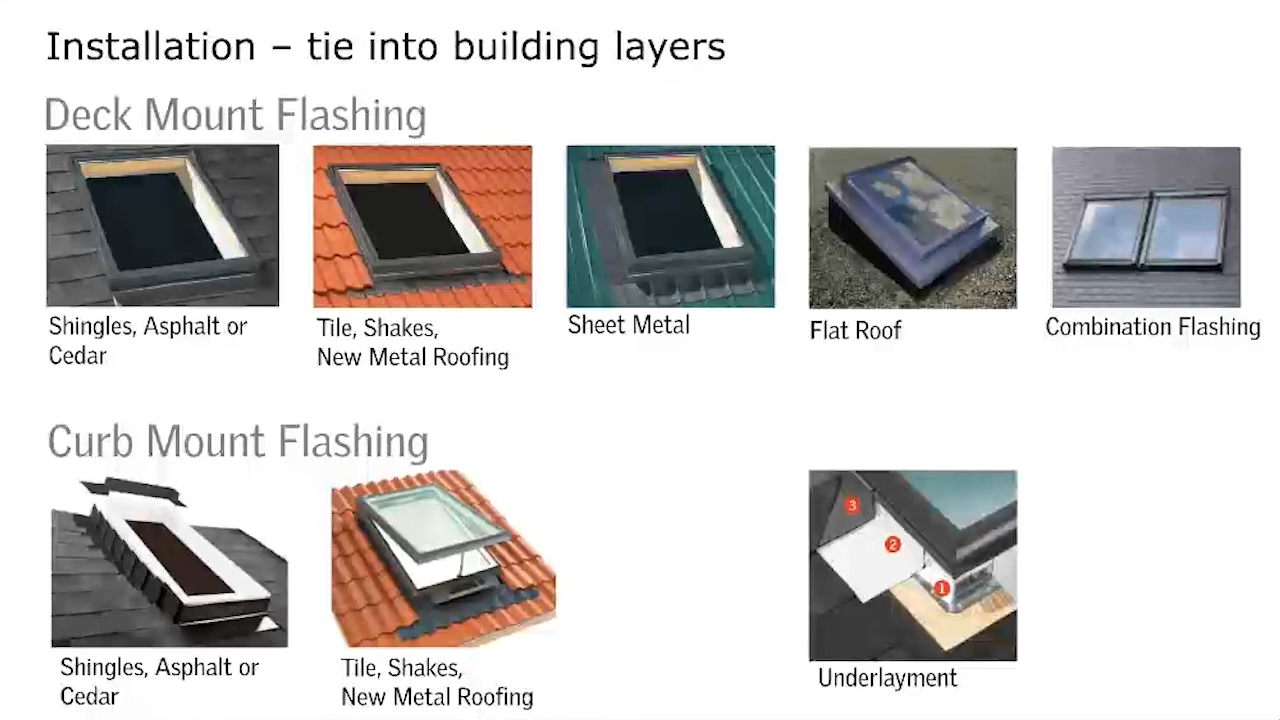 Installation – tie into building layers
Deck Mount Flashing
Shingles, Asphalt or
Cedar
Tile, Shakes,
New Metal Roofing
Sheet Metal
Flat Roof
Combination Flashing
Curb Mount Flashing
Shingles, Asphalt or
Cedar
Tile, Shakes,
New Metal Roofing
3
2
1
Underlayment